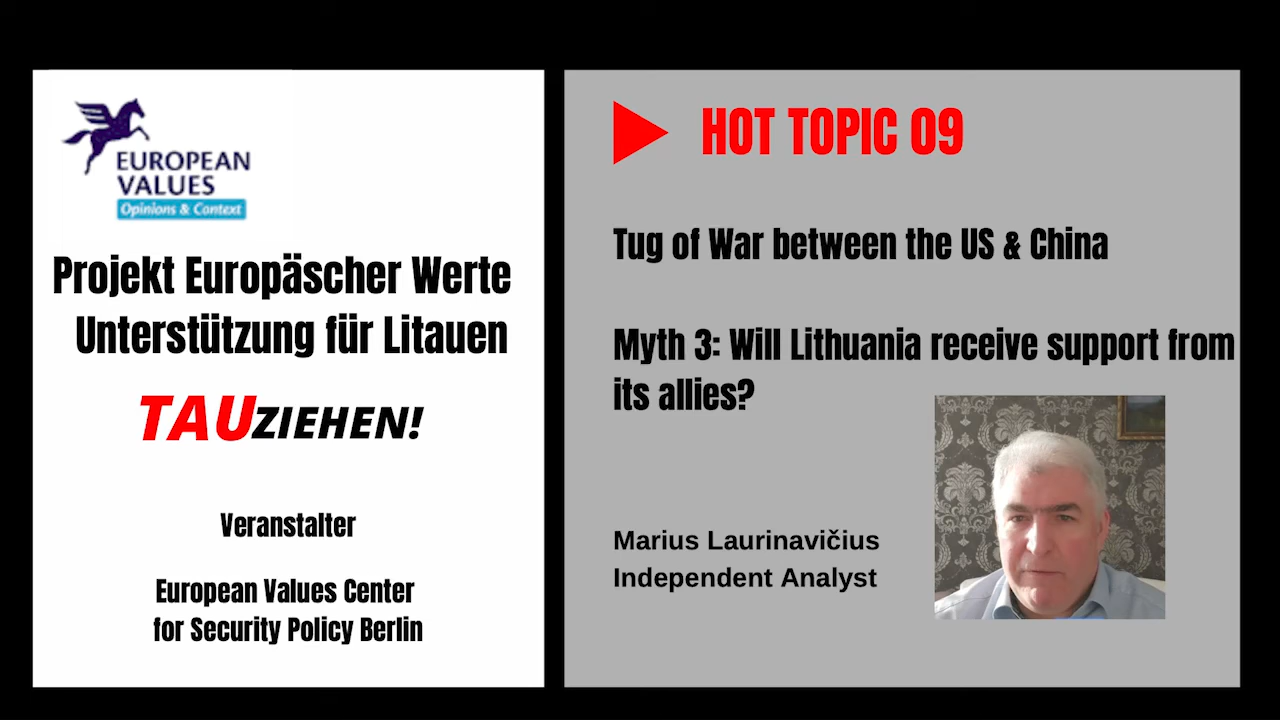 EUROPEAN
VALUES
Opinions & Context
Projekt Europäscher Werte
Unterstützung für Litauen
TAUZIEHEN!
Veranstalter
European Values Center
for Security Policy Berlin
HOT TOPIC 09
Tug of War between the US & China
Myth 3: Will Lithuania receive support from
its allies?
Marius Laurinavičius
Independent Analyst